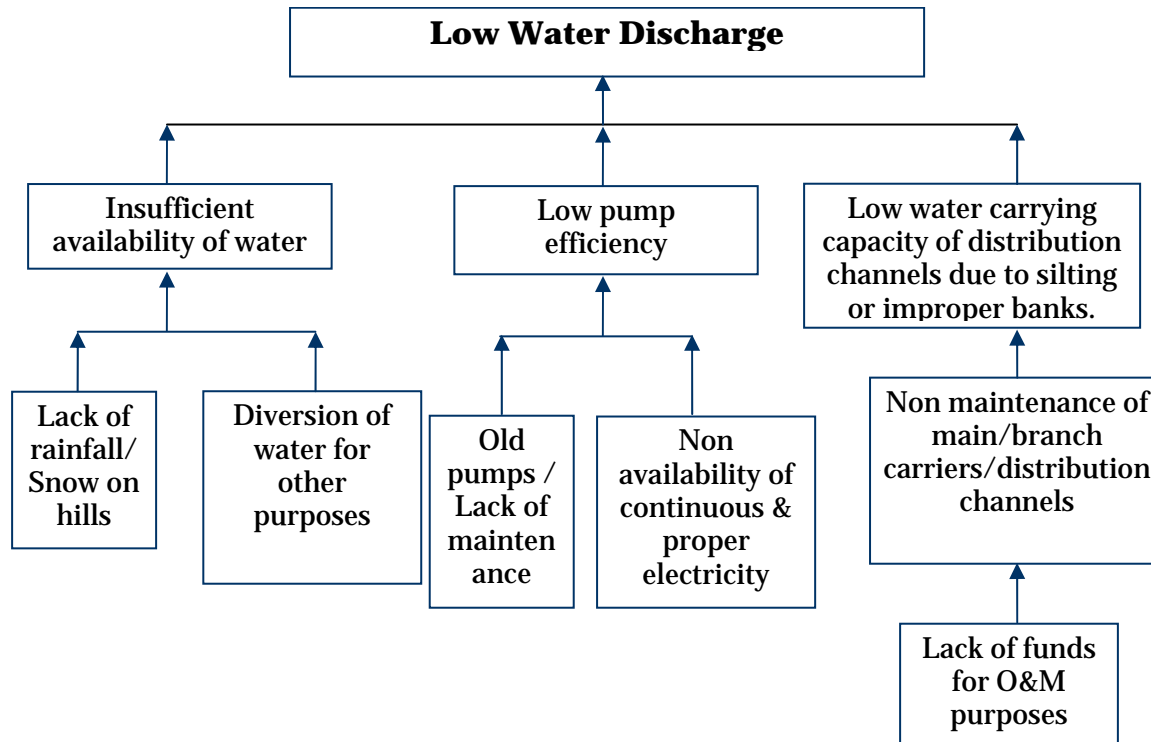 Low Water Discharge
Insufficient
availability of water
Low pump
efficiency
Low water carrying
capacity of distribution
channels due to silting
or improper banks.
Lack of
rainfall/
Snow on
hills
Diversion of
water for
other
purposes
Old
pumps /
Lack of
mainten
ance
Non
availability of
continuous &
proper
electricity
Non maintenance of
main/branch
carriers/distribution
channels
Lack of funds
for O&M
purposes